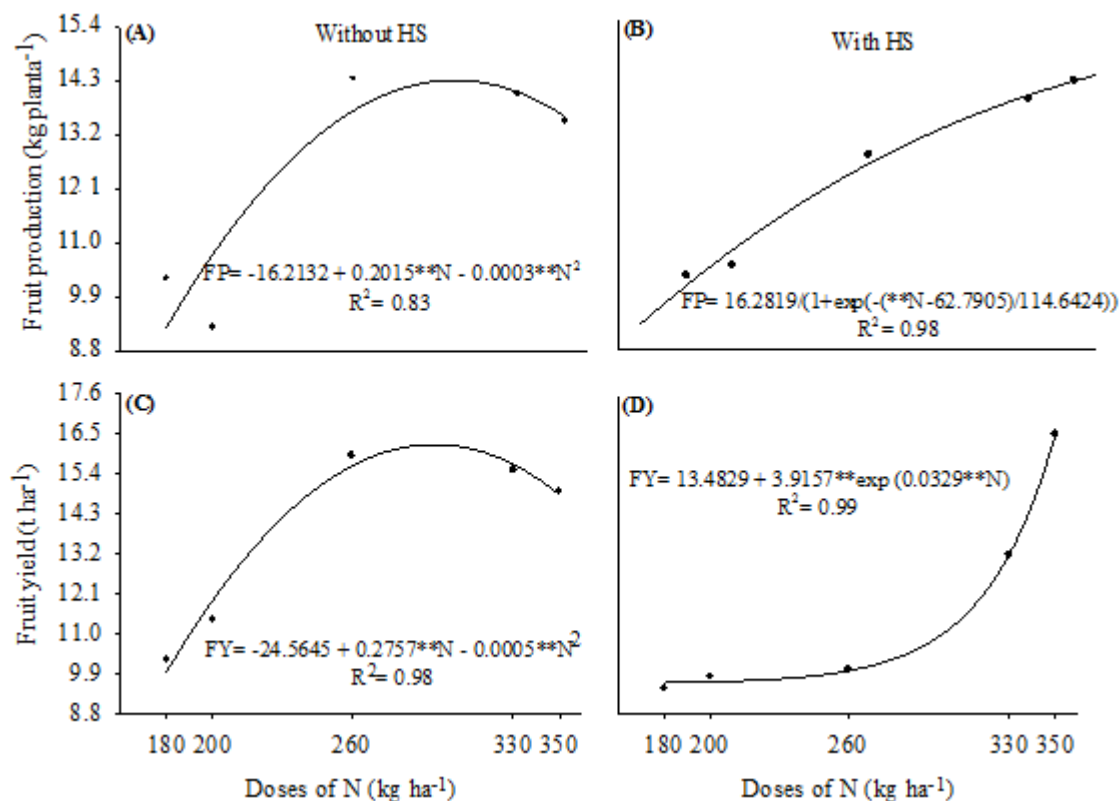 (A)
Without HS
Fruit production (kg planta-1)
15.4
14.3
13.2
12.1
11.0
9.9
8.8
FP= -16.2132 + 0.2015**N - 0.0003**N2
R2= 0.83
(B)
With HS
FP= 16.2819/(1+exp(-(**N-62.7905)/114.6424))
R2= 0.98
(C)
Fruit yield (t ha-1)
17.6
16.5
15.4
14.3
13.2
12.1
11.0
9.9
8.8
FY= -24.5645 + 0.2757**N - 0.0005**N2
R2= 0.98
180 200 260 330 350
Doses of N (kg ha-1)
(D)
FY= 13.4829 + 3.9157**exp (0.0329**N)
R2= 0.99
180 200 260 330 350
Doses of N (kg ha-1)